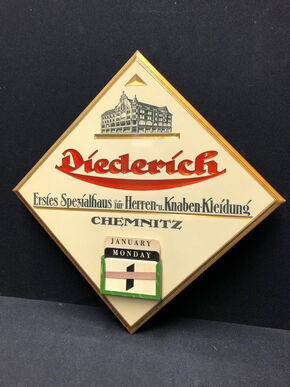 Diederich
Erstes Spezialhaus für Herren- u. Knaben-Kleidung
CHEMNITZ
JANUARY
MONDAY
1